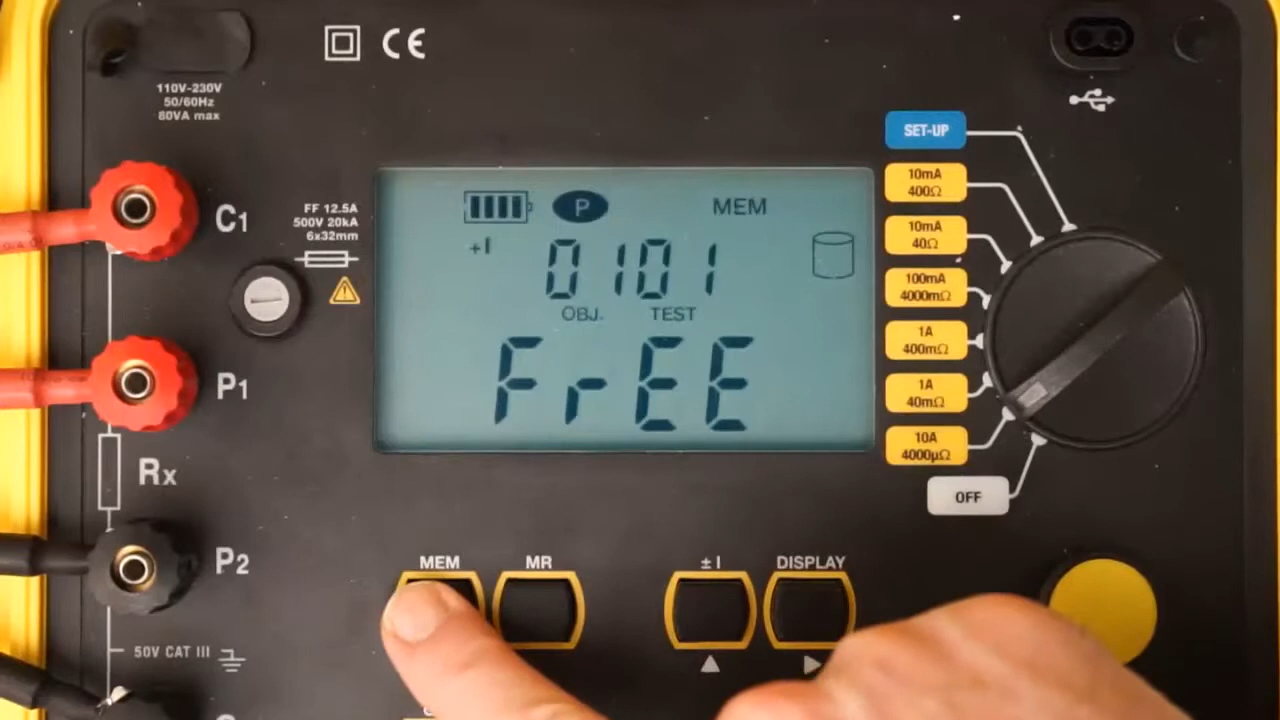 CE
110V-230V
50/60Hz
80VA max
SET-UP
10mA
400Ω
10mA
40Ω
100mA
4000mΩ
1A
400mΩ
1A
40mΩ
10A
4000µΩ
OFF
C1
FF 12.5A
500V 20kA
6x32mm
P MEM
+I
0101
OBJ. TEST
FrEE
P1
Rx
P2
50V CAT III
MEM MR ± I DISPLAY